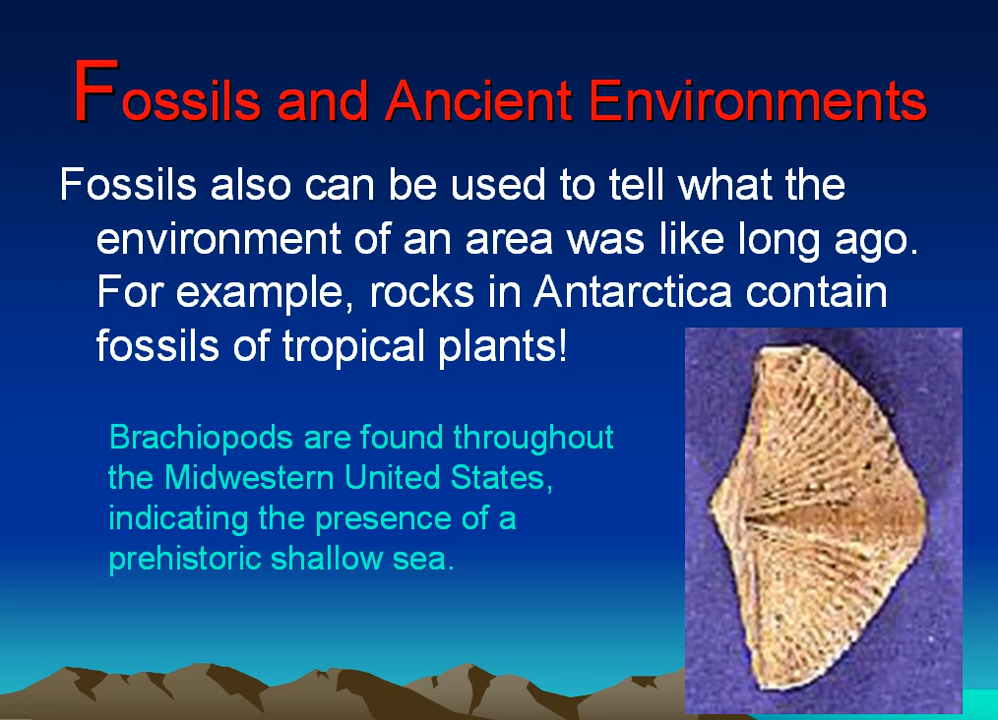 Fossils and Ancient Environments
Fossils also can be used to tell what the
environment of an area was like long ago.
For example, rocks in Antarctica contain
fossils of tropical plants!
Brachiopods are found throughout
the Midwestern United States,
indicating the presence of a
prehistoric shallow sea.